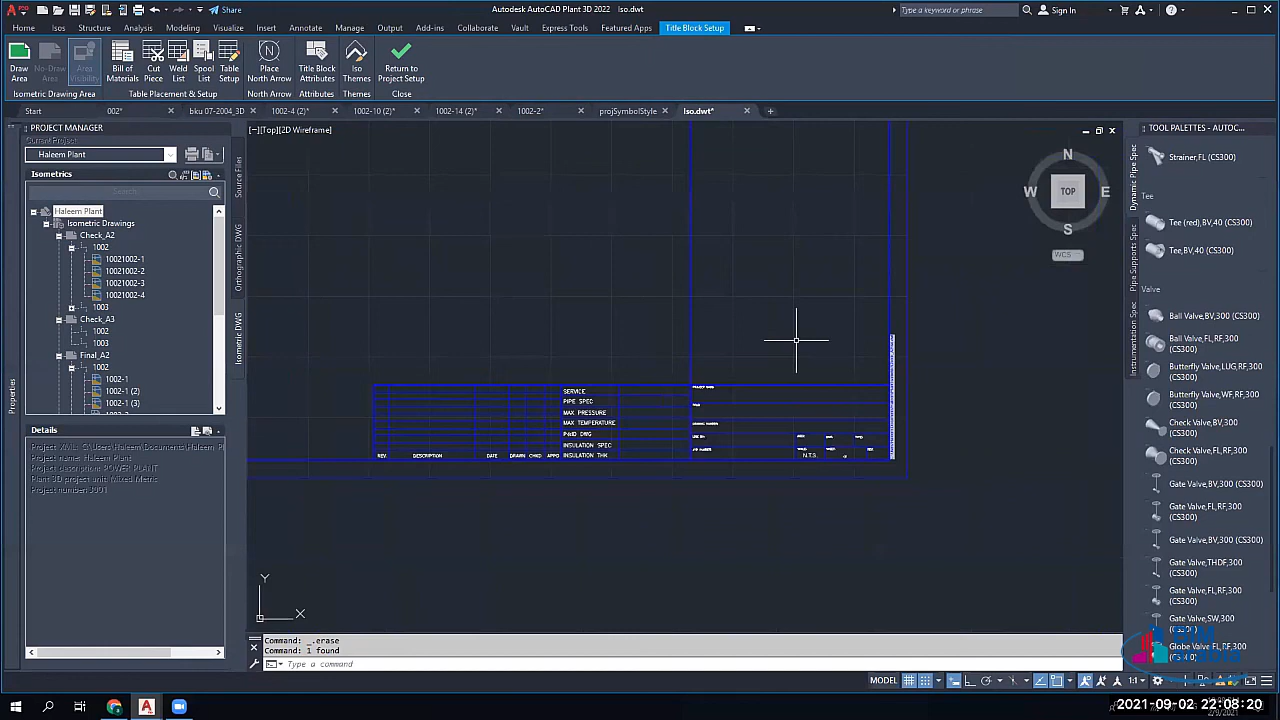 Share
Autodesk AutoCAD Plant 3D 2022 Iso.dwt
Type a keyword or phrase
Sign In
Home Isos Structure Analysis Modeling Visualize Insert Annotate Manage Output Add-ins Collaborate Vault Express Tools Featured Apps Title Block Setup
Draw Area
No-Draw Area
Area Visibility
Bill of Materials
Cut Piece
Weld List
Spool List
Table Setup
Place North Arrow
Title Block Attributes
Iso Themes
Return to Project Setup
Isometric Drawing Area Table Placement & Setup North Arrow Attributes Themes Close
Start 002* bku 07-2004_3D 1002-4 (2)* 1002-10 (2)* 1002-14 (2)* 1002-2* projSymbolStyle Iso.dwt*
PROJECT MANAGER
Current Project
Haleem Plant
Isometrics
Search
Haleem Plant
Isometric Drawings
Check_A2
1002
10021002-1
10021002-2
10021002-3
10021002-4
1003
Check_A3
1002
1003
Final_A2
1002
1002-1
1002-1 (2)
1002-1 (3)
Details
Project name: Haleem Plant
Project description: POWER PLANT
Plant 3D project unit: Mixed Metric
Project number: 3001
Properties
Source Files
Orthographic DWG
Isometric DWG
[−][Top][2D Wireframe]
N
W TOP E
S
WCS
SERVICE
PIPE SPEC
MAX PRESSURE
MAX TEMPERATURE
P&ID DWG
INSULATION SPEC
REV. DESCRIPTION DATE DRAWN CHKD APPD INSULATION THK
N.T.S.
Y
X
Command: _.erase
Command: 1 found
Type a command
MODEL
1:1
TOOL PALETTES - AUTOC...
Dynamic Pipe Spec
Pipe Supports Spec
Instrumentation Spec
Strainer,FL (CS300)
Tee
Tee (red),BV,40 (CS300)
Tee,BV,40 (CS300)
Valve
Ball Valve,BV,300 (CS300)
Ball Valve,FL,RF,300 (CS300)
Butterfly Valve,LUG,RF,300 (CS300)
Butterfly Valve,WF,RF,300 (CS300)
Check Valve,BV,300 (CS300)
Check Valve,FL,RF,300 (CS300)
Gate Valve,BV,300 (CS300)
Gate Valve,FL,RF,300 (CS300)
Gate Valve,BV,300 (CS300)
Gate Valve,THDF,300 (CS300)
Gate Valve,FL,RF,300 (CS300)
Gate Valve,SW,300 (CS300)
2021-09-02 22:08:20